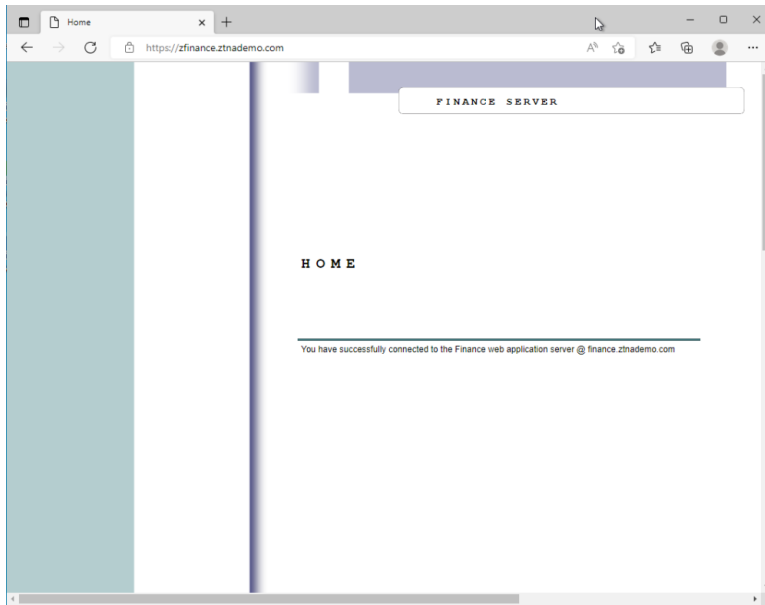 Home
https://zfinance.ztnademo.com
FINANCE SERVER
HOME
You have successfully connected to the Finance web application server @ finance.ztnademo.com